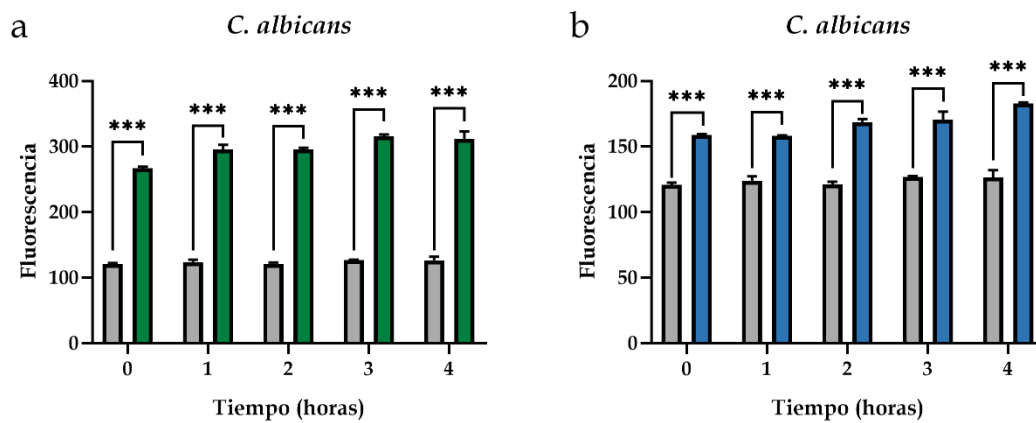 a
C. albicans
Fluorescencia
400
300
200
100
0
***
***
***
***
***
0 1 2 3 4
Tiempo (horas)
b
C. albicans
Fluorescencia
200
150
100
50
0
***
***
***
***
***
0 1 2 3 4
Tiempo (horas)